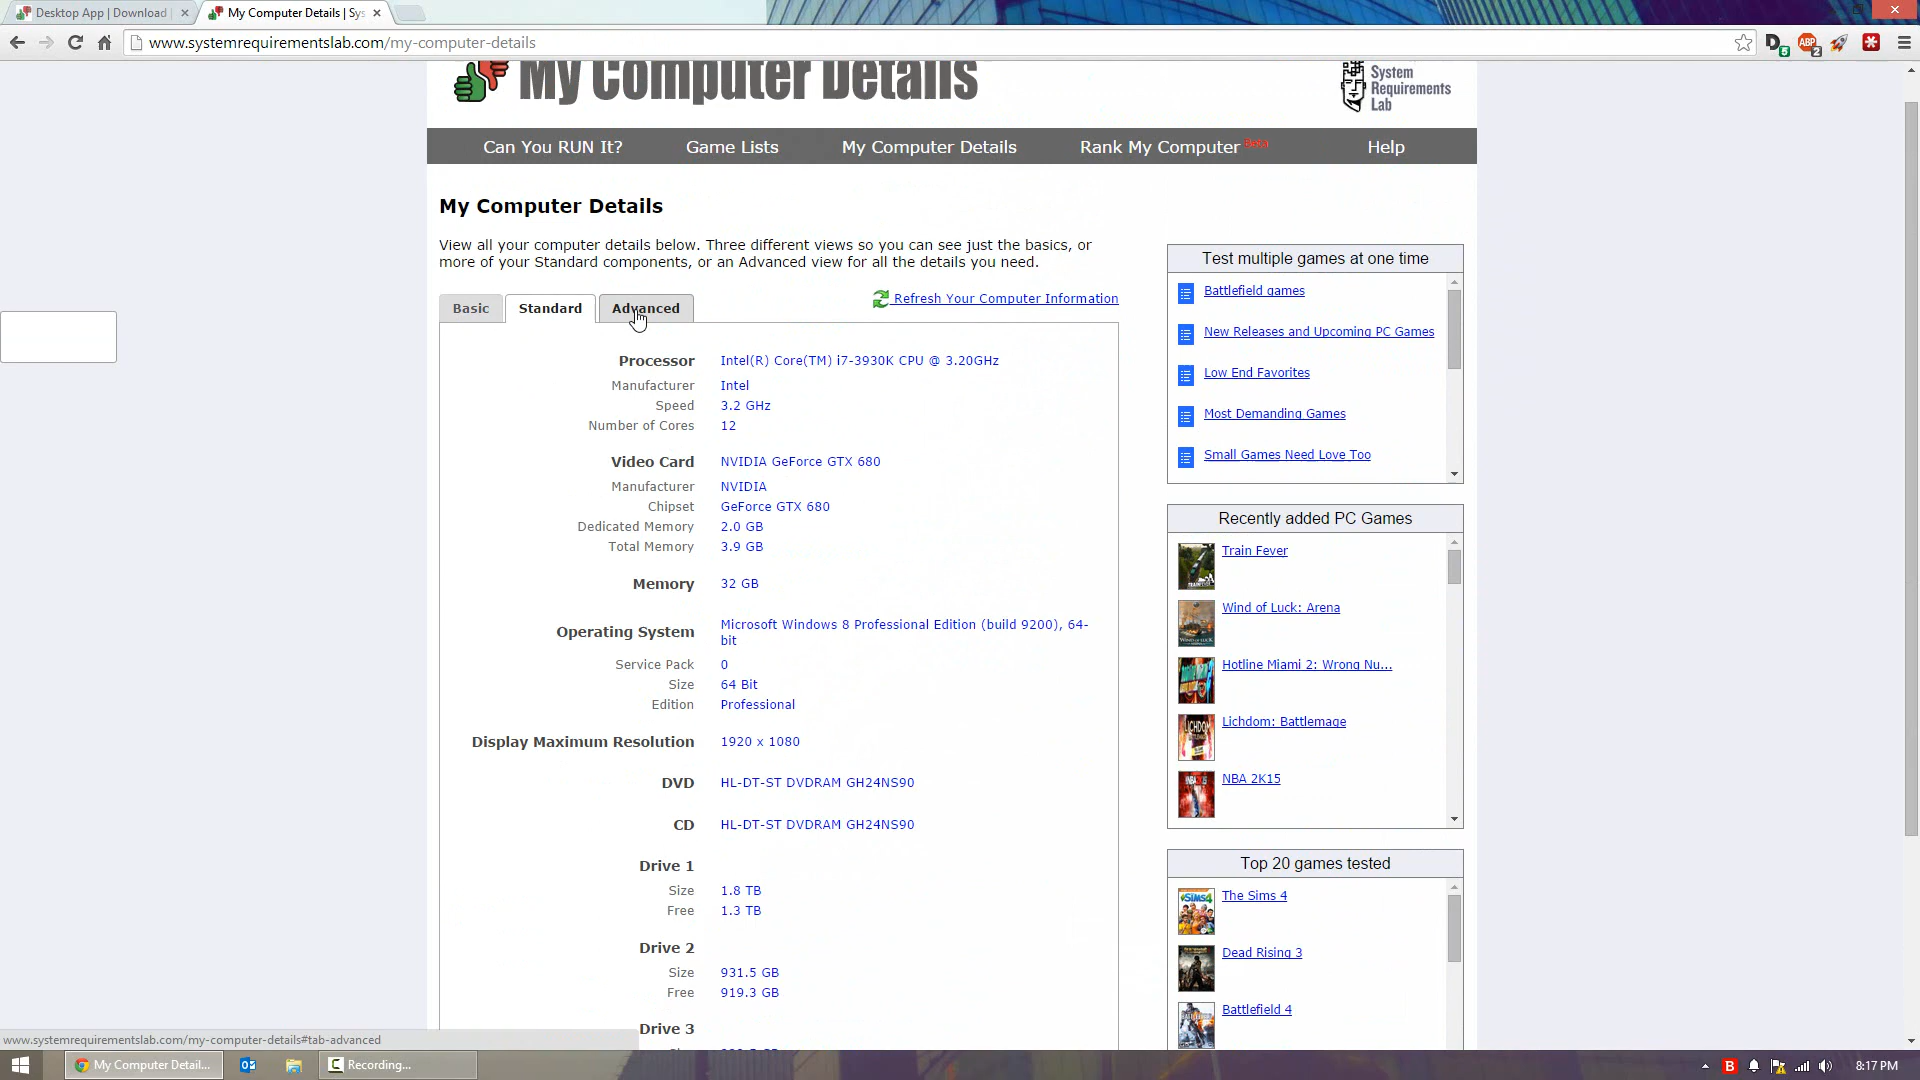 Desktop App | Download
My Computer Details | Sys
www.systemrequirementslab.com/my-computer-details
5
ABP
2
My Computer Details
System
Requirements
Lab
Can You RUN It?
Game Lists
My Computer Details
Rank My Computer Beta
Help
My Computer Details
View all your computer details below. Three different views so you can see just the basics, or
more of your Standard components, or an Advanced view for all the details you need.
Basic
Standard
Advanced
Refresh Your Computer Information
Processor Intel(R) Core(TM) i7-3930K CPU @ 3.20GHz
Manufacturer Intel
Speed 3.2 GHz
Number of Cores 12
Video Card NVIDIA GeForce GTX 680
Manufacturer NVIDIA
Chipset GeForce GTX 680
Dedicated Memory 2.0 GB
Total Memory 3.9 GB
Memory 32 GB
Operating System Microsoft Windows 8 Professional Edition (build 9200), 64-
bit
Service Pack 0
Size 64 Bit
Edition Professional
Display Maximum Resolution 1920 x 1080
DVD HL-DT-ST DVDRAM GH24NS90
CD HL-DT-ST DVDRAM GH24NS90
Drive 1
Size 1.8 TB
Free 1.3 TB
Drive 2
Size 931.5 GB
Free 919.3 GB
Drive 3
Test multiple games at one time
Battlefield games
New Releases and Upcoming PC Games
Low End Favorites
Most Demanding Games
Small Games Need Love Too
Recently added PC Games
Train Fever
Wind of Luck: Arena
Hotline Miami 2: Wrong Nu...
Lichdom: Battlemage
NBA 2K15
Top 20 games tested
The Sims 4
Dead Rising 3
Battlefield 4
www.systemrequirementslab.com/my-computer-details#tab-advanced
My Computer Detail...
Recording...
B
8:17 PM